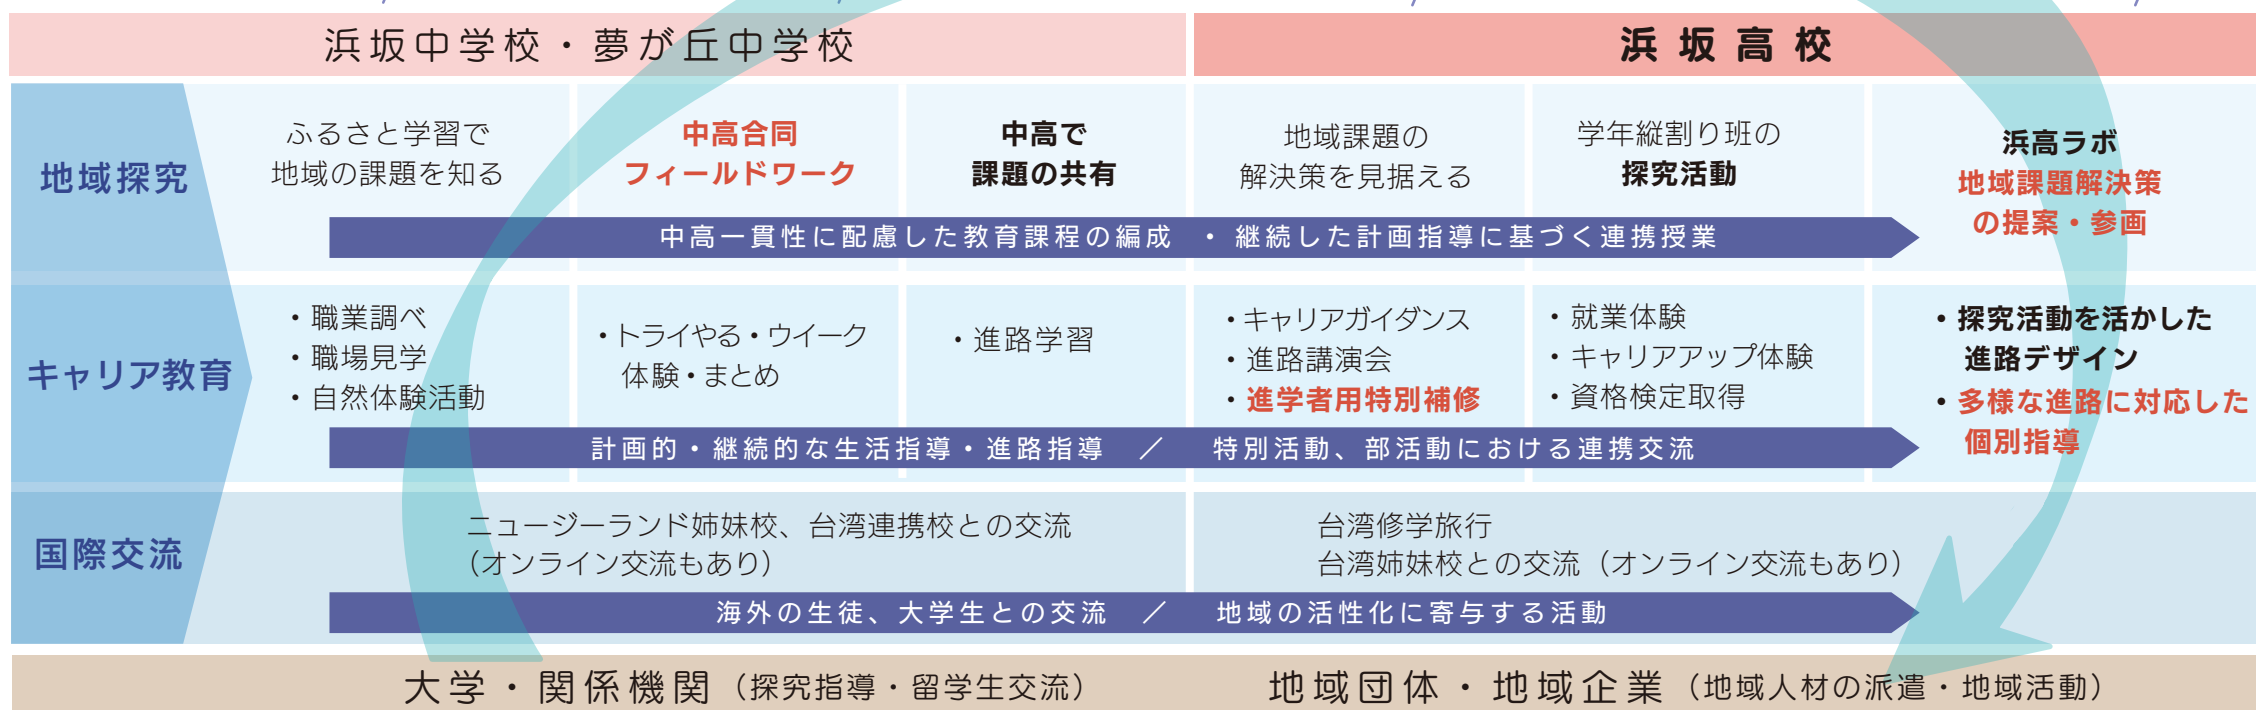 浜坂中学校・夢が丘中学校
浜坂高校
地域探究
ふるさと学習で
地域の課題を知る
中高合同
フィールドワーク
中高で
課題の共有
地域課題の
解決策を見据える
学年縦割り班の
探究活動
浜高ラボ
地域課題解決策
の提案・参画
中高一貫性に配慮した教育課程の編成 ・継続した計画指導に基づく連携授業
キャリア教育
・職業調べ
・職場見学
・自然体験活動
・トライやる・ウイーク
体験・まとめ
・進路学習
・キャリアガイダンス
・進路講演会
・進学者用特別補修
・就業体験
・キャリアアップ体験
・資格検定取得
・探究活動を活かした
進路デザイン
・多様な進路に対応した
個別指導
計画的・継続的な生活指導・進路指導 ／ 特別活動、部活動における連携交流
国際交流
ニュージーランド姉妹校、台湾連携校との交流
(オンライン交流もあり)
台湾修学旅行
台湾姉妹校との交流（オンライン交流もあり）
海外の生徒、大学生との交流 ／ 地域の活性化に寄与する活動
大学・関係機関（探究指導・留学生交流）
地域団体・地域企業（地域人材の派遣・地域活動）